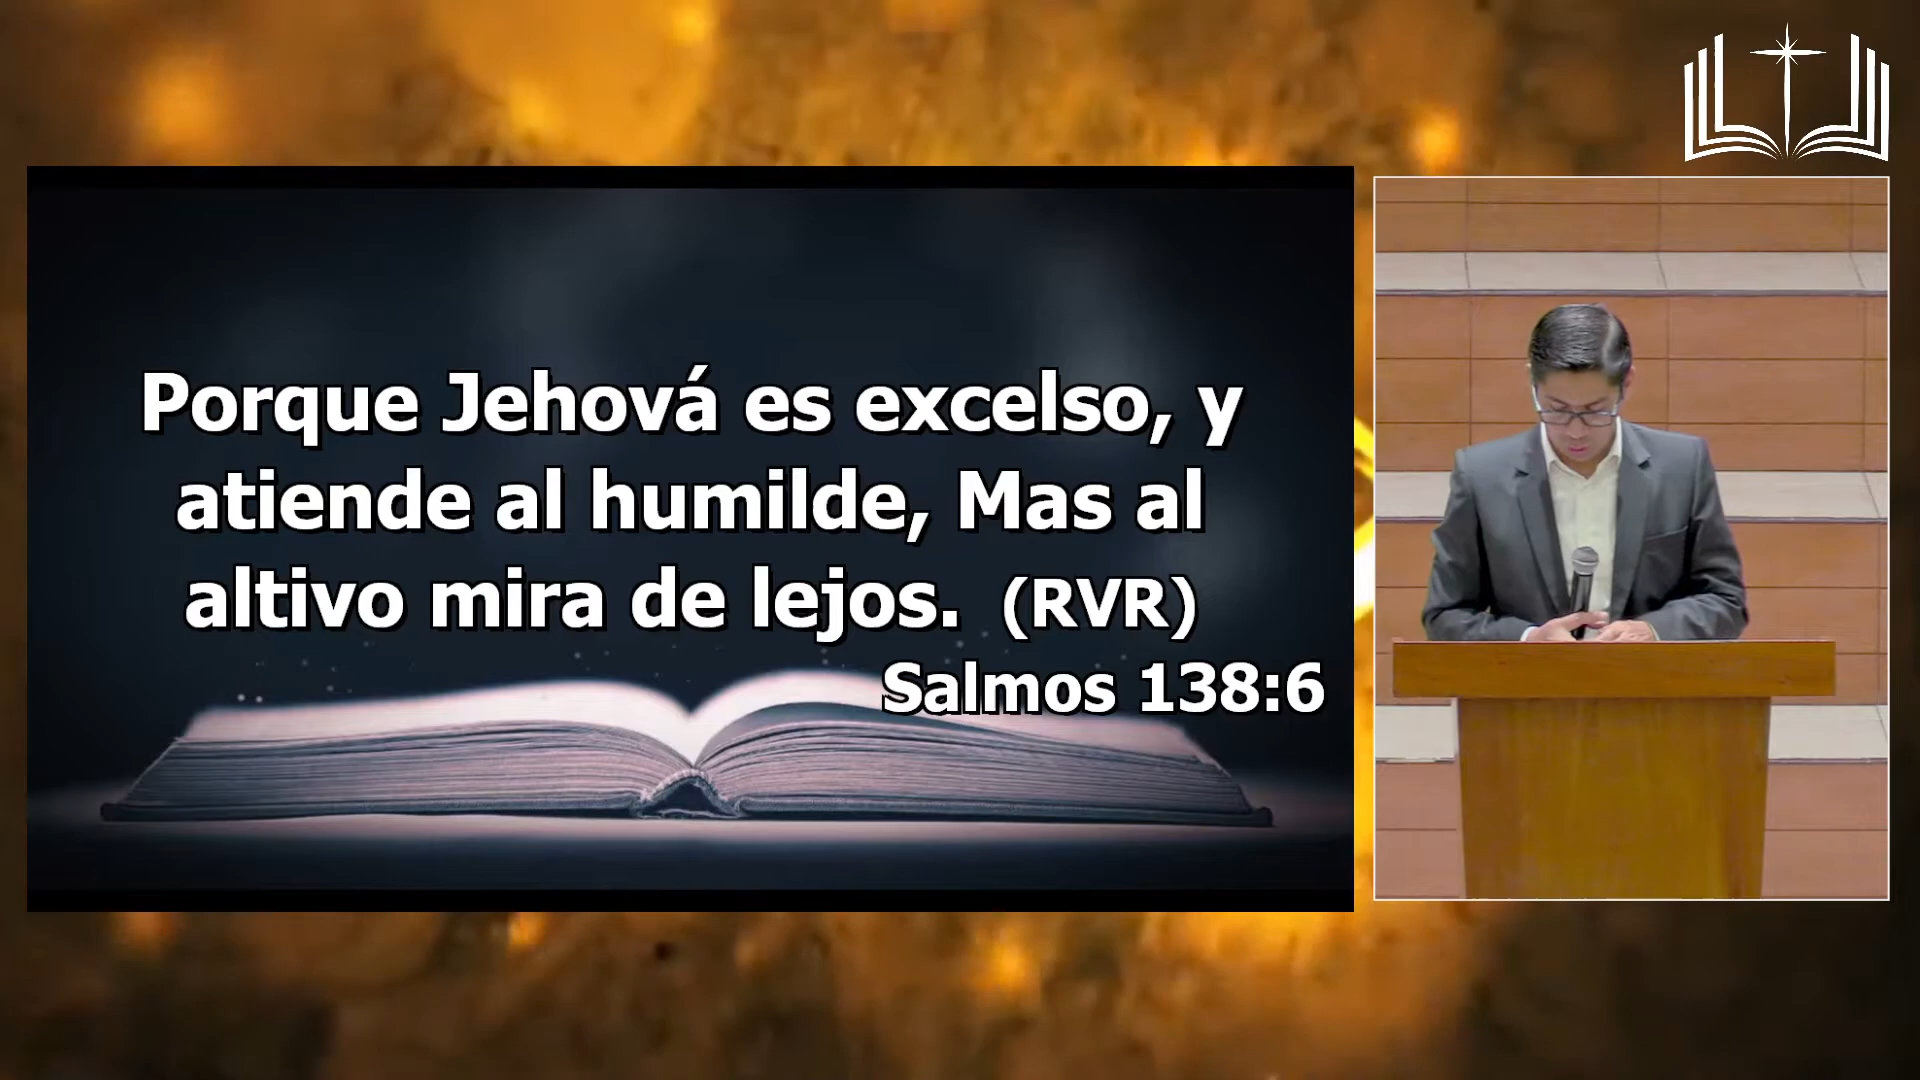 Porque Jehová es excelso, y
atiende al humilde, Mas al
altivo mira de lejos. (RVR)
Salmos 138:6